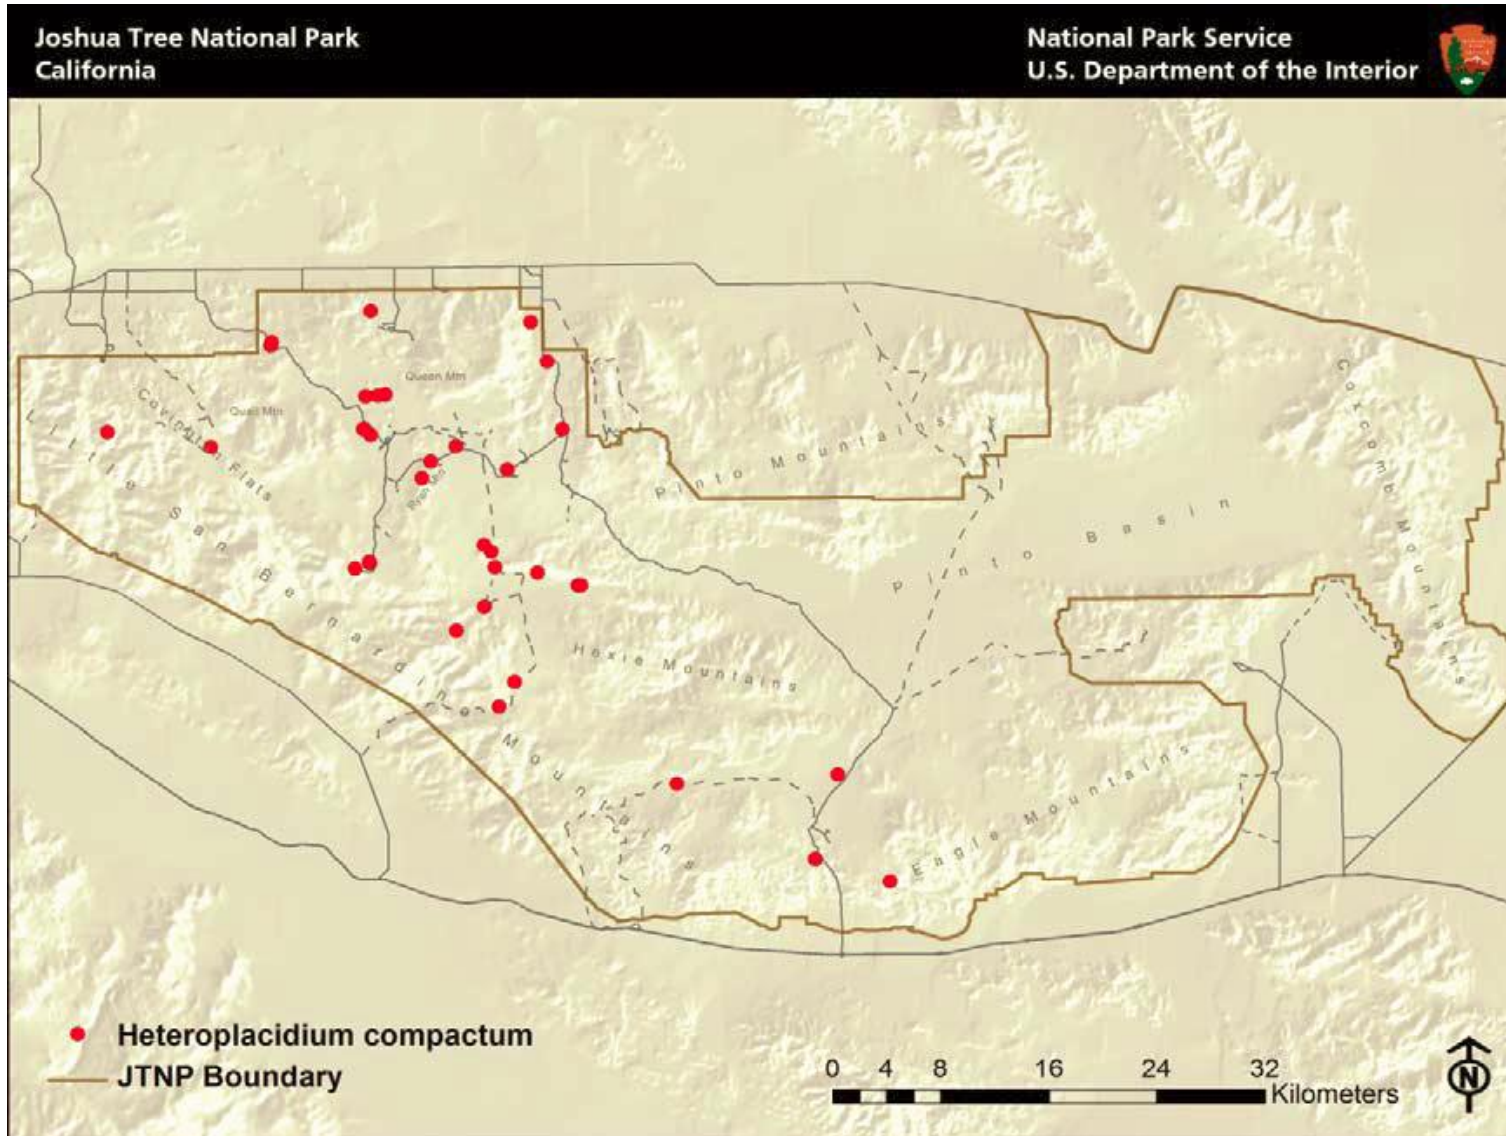 Joshua Tree National Park
California
National Park Service
U.S. Department of the Interior
Queen Mtn
Quail Mtn
Covington Flats
Ryan Mtn
Little San Bernardino Mountains
Pinto Mountains
Pinto Basin
Coxcomb Mountains
Hexie Mountains
Eagle Mountains
Heteroplacidium compactum
JTNP Boundary
0 4 8 16 24 32
Kilometers
N